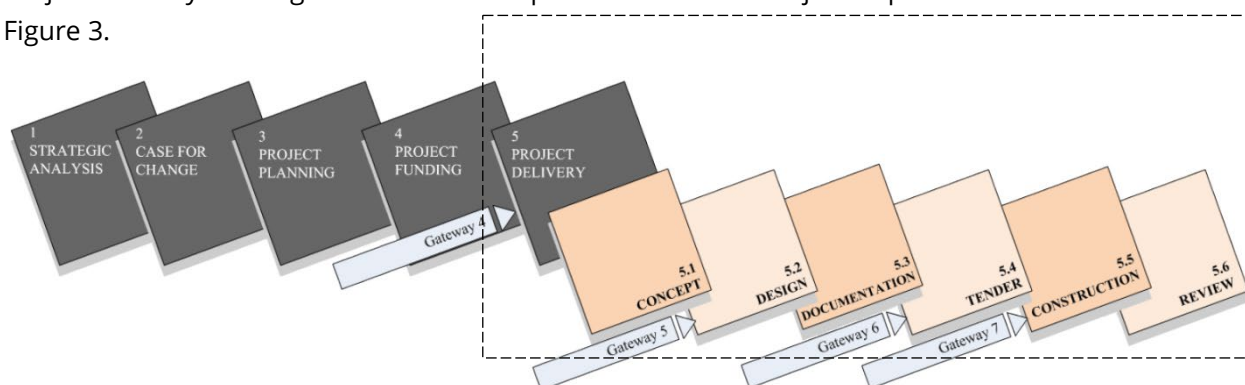 Figure 3.
1
STRATEGIC
ANALYSIS
2
CASE FOR
CHANGE
3
PROJECT
PLANNING
4
PROJECT
FUNDING
5
PROJECT
DELIVERY
Gateway 4
5.1
CONCEPT
5.2
DESIGN
5.3
DOCUMENTATION
5.4
TENDER
5.5
CONSTRUCTION
5.6
REVIEW
Gateway 5
Gateway 6
Gateway 7